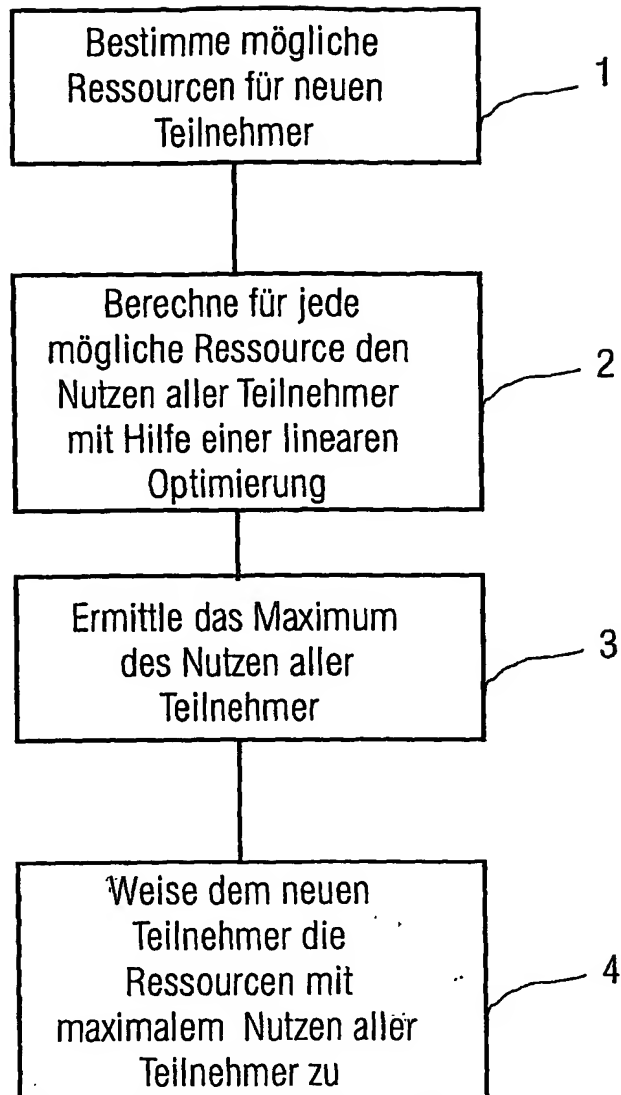 Bestimme mögliche
Ressourcen für neuen
Teilnehmer
1
Berechne für jede
mögliche Ressource den
Nutzen aller Teilnehmer
mit Hilfe einer linearen
Optimierung
2
Ermittle das Maximum
des Nutzen aller
Teilnehmer
3
Weise dem neuen
Teilnehmer die
Ressourcen mit
maximalem Nutzen aller
Teilnehmer zu
4